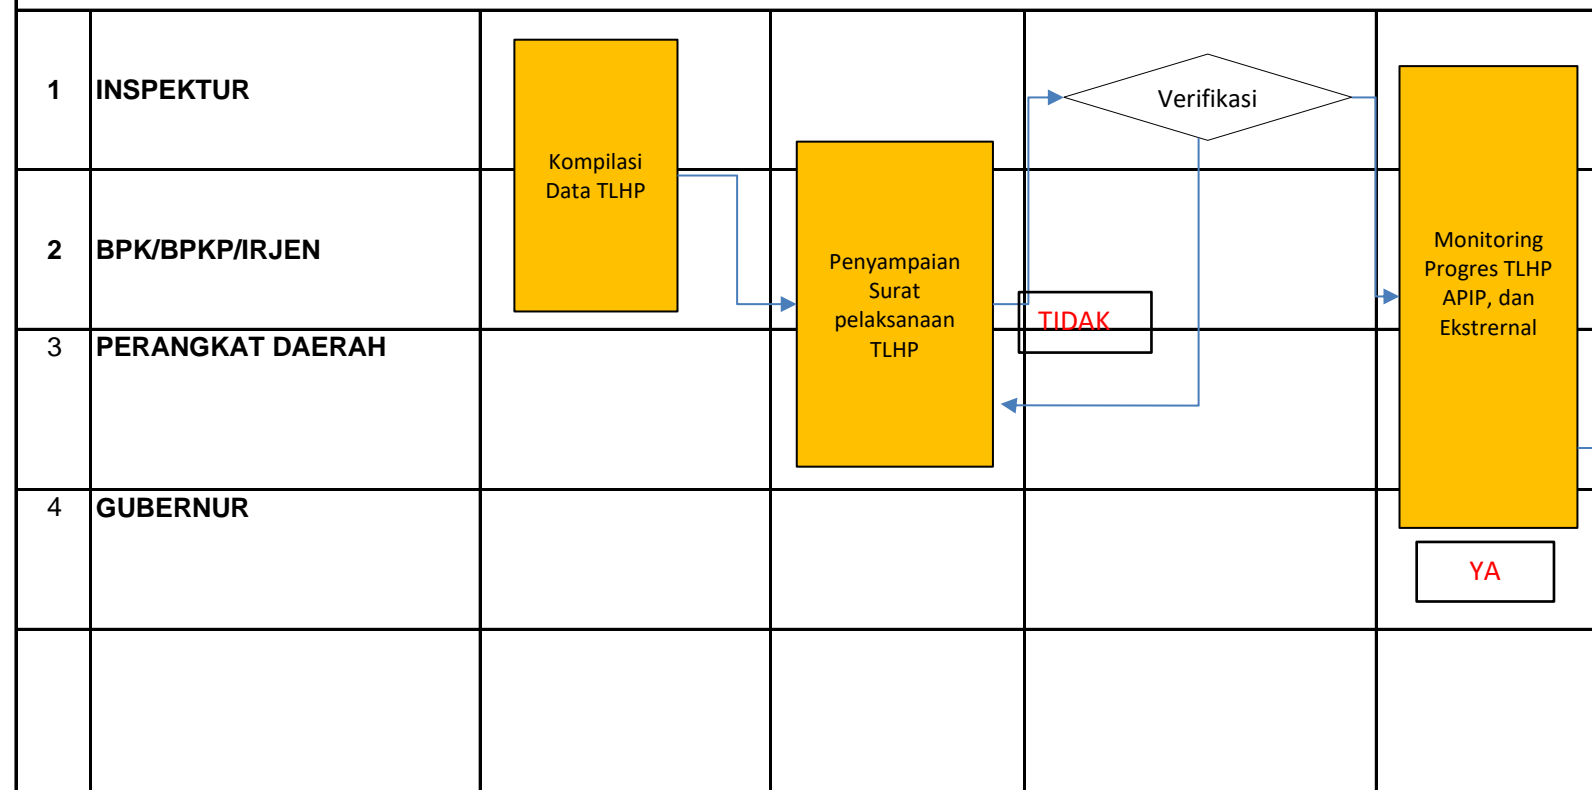 1 INSPEKTUR
Kompilasi
Data TLHP
Verifikasi
2 BPK/BPKP/IRJEN
Penyampaian
Surat
pelaksanaan
TLHP
TIDAK
Monitoring
Progres TLHP
APIP, dan
Ekstrernal
3 PERANGKAT DAERAH
4 GUBERNUR
YA